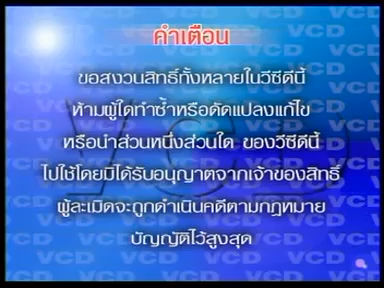 คำเตือน
ขอสงวนสิทธิ์ทั้งหลายในวีซีดีนี้
ห้ามผู้ใดทำซ้ำหรือดัดแปลงแก้ไข
หรือนำส่วนหนึ่งส่วนใด ของวีซีดีนี้
ไปใช้โดยมิได้รับอนุญาตจากเจ้าของสิทธิ์
ผู้ละเมิดจะถูกดำเนินคดีตามกฎหมาย
บัญญัติไว้สูงสุด
VCD